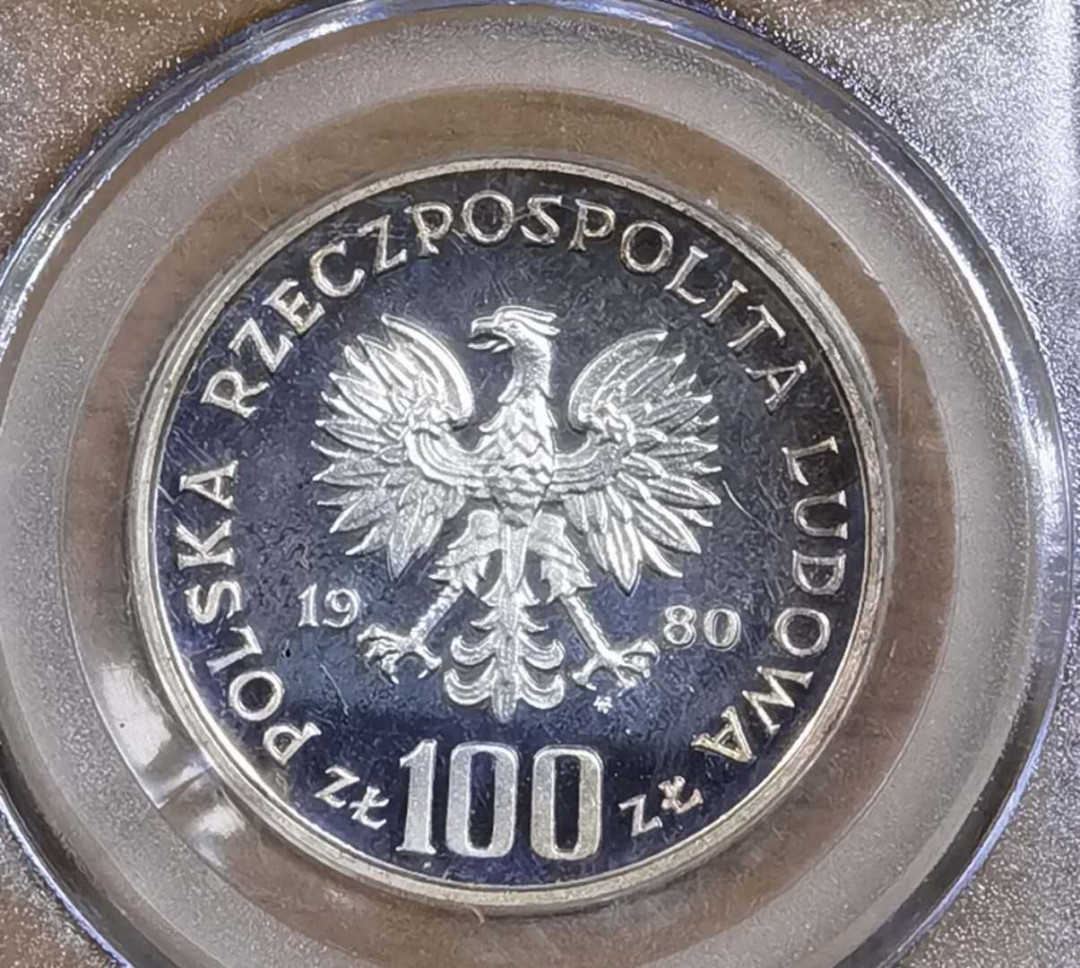 POLSKA RZECZPOSPOLITA LUDOWA
19 80
ZŁ 100 ZŁ